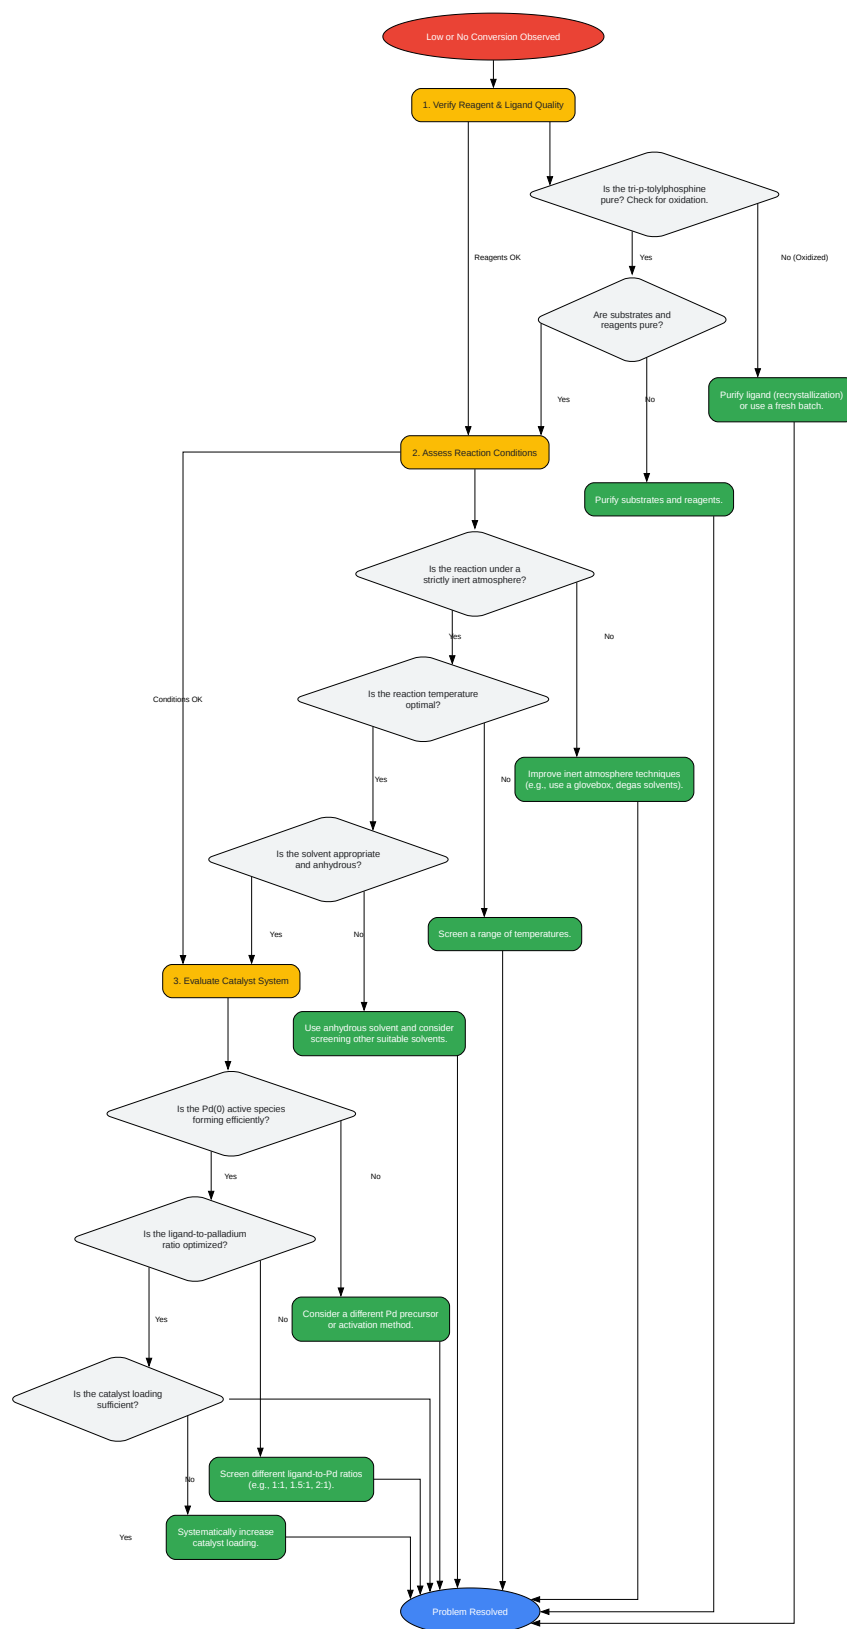 Low or No Conversion Observed
1. Verify Reagent & Ligand Quality
Is the tri-p-tolylphosphine
pure? Check for oxidation.
Reagents OK
Yes
No (Oxidized)
Are substrates and
reagents pure?
Yes
No
Purify ligand (recrystallization)
or use a fresh batch.
2. Assess Reaction Conditions
Purify substrates and reagents.
Is the reaction under a
strictly inert atmosphere?
Yes
No
Is the reaction temperature
optimal?
Conditions OK
Yes
No
Improve inert atmosphere techniques
(e.g., use a glovebox, degas solvents).
Is the solvent appropriate
and anhydrous?
Yes
No
Screen a range of temperatures.
3. Evaluate Catalyst System
Use anhydrous solvent and consider
screening other suitable solvents.
Is the Pd(0) active species
forming efficiently?
Yes
No
Is the ligand-to-palladium
ratio optimized?
Yes
No
Consider a different Pd precursor
or activation method.
Is the catalyst loading
sufficient?
No
Screen different ligand-to-Pd ratios
(e.g., 1:1, 1.5:1, 2:1).
Yes
Systematically increase
catalyst loading.
Problem Resolved